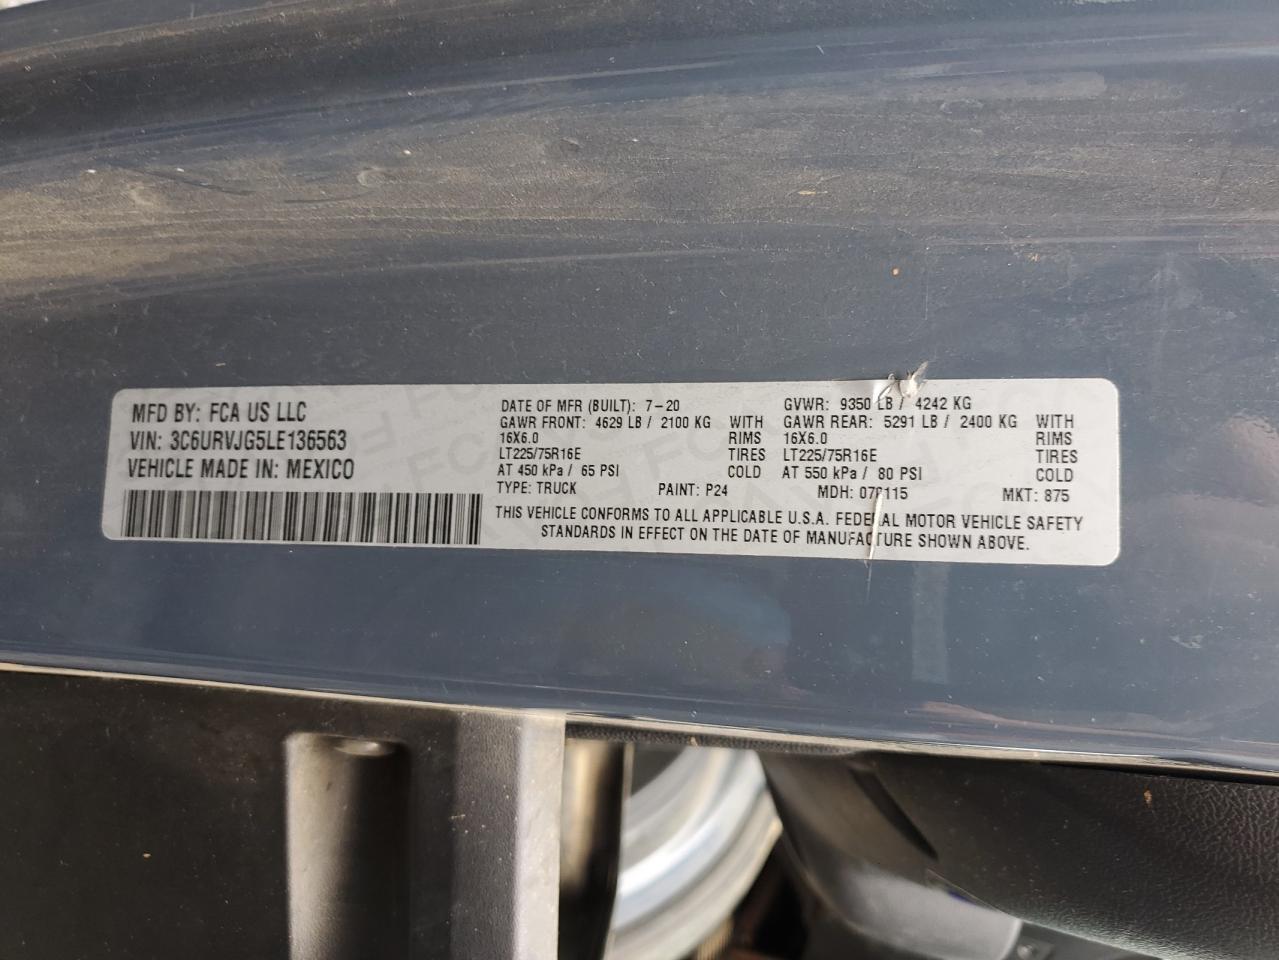 MFD BY: FCA US LLC
VIN: 3C6URVJG5LE136563
VEHICLE MADE IN: MEXICO
DATE OF MFR (BUILT): 7-20
GVWR: 9350 LB / 4242 KG
GAWR FRONT: 4629 LB / 2100 KG WITH
16X6.0 RIMS
LT225/75R16E TIRES
AT 450 kPa / 65 PSI COLD
GAWR REAR: 5291 LB / 2400 KG WITH
16X6.0 RIMS
LT225/75R16E TIRES
AT 550 kPa / 80 PSI COLD
TYPE: TRUCK PAINT: P24 MDH: MKT: 875
THIS VEHICLE CONFORMS TO ALL APPLICABLE U.S.A. FEDERAL MOTOR VEHICLE SAFETY
STANDARDS IN EFFECT ON THE DATE OF MANUFACTURE SHOWN ABOVE.